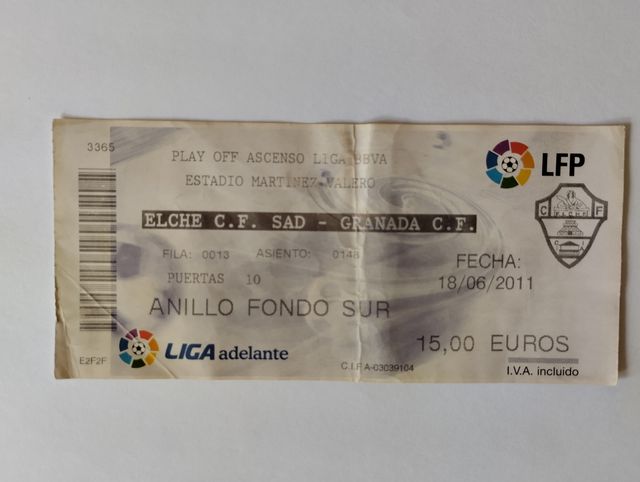 3365
PLAY OFF ASCENSO LIGA BBVA
ESTADIO MARTINEZ VALERO
LFP
ELCHE C.F. SAD - GRANADA C.F.
FILA: 0013 ASIENTO: 0148
PUERTAS 10
FECHA:
18/06/2011
ANILLO FONDO SUR
15,00 EUROS
LIGA adelante
E2F2F
C.I.F A-03039104
I.V.A. incluido